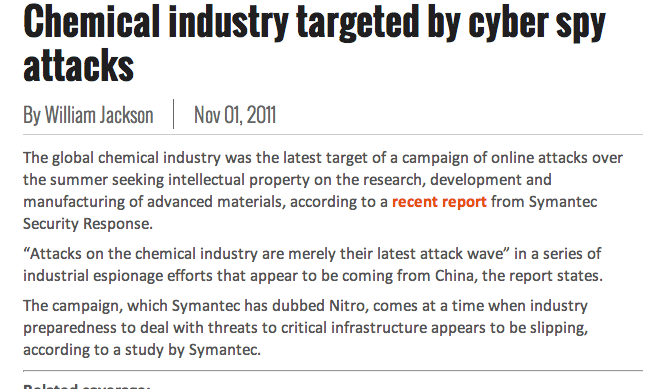 Chemical industry targeted by cyber spy
attacks
By William Jackson | Nov 01, 2011
The global chemical industry was the latest target of a campaign of online attacks over
the summer seeking intellectual property on the research, development and
manufacturing of advanced materials, according to a recent report from Symantec
Security Response.
“Attacks on the chemical industry are merely their latest attack wave” in a series of
industrial espionage efforts that appear to be coming from China, the report states.
The campaign, which Symantec has dubbed Nitro, comes at a time when industry
preparedness to deal with threats to critical infrastructure appears to be slipping,
according to a study by Symantec.
Related coverage: